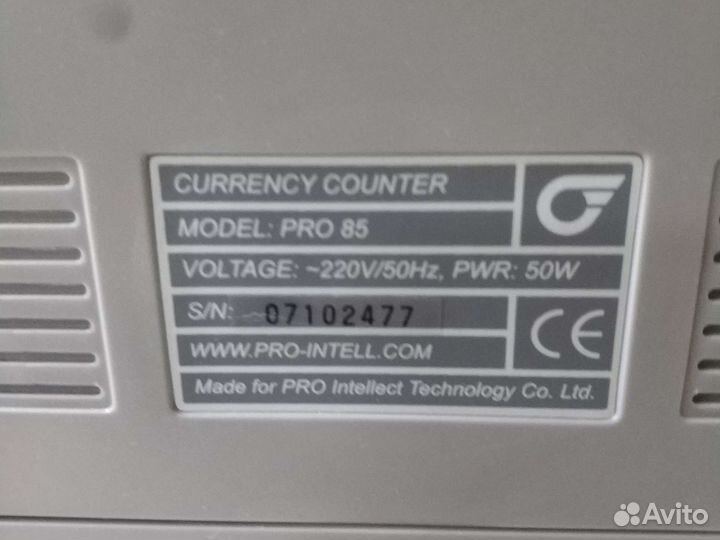 CURRENCY COUNTER
MODEL: PRO 85
VOLTAGE: ~220V/50Hz, PWR: 50W
S/N: 07102477
CE
WWW.PRO-INTELL.COM
Made for PRO Intellect Technology Co. Ltd.
Avito